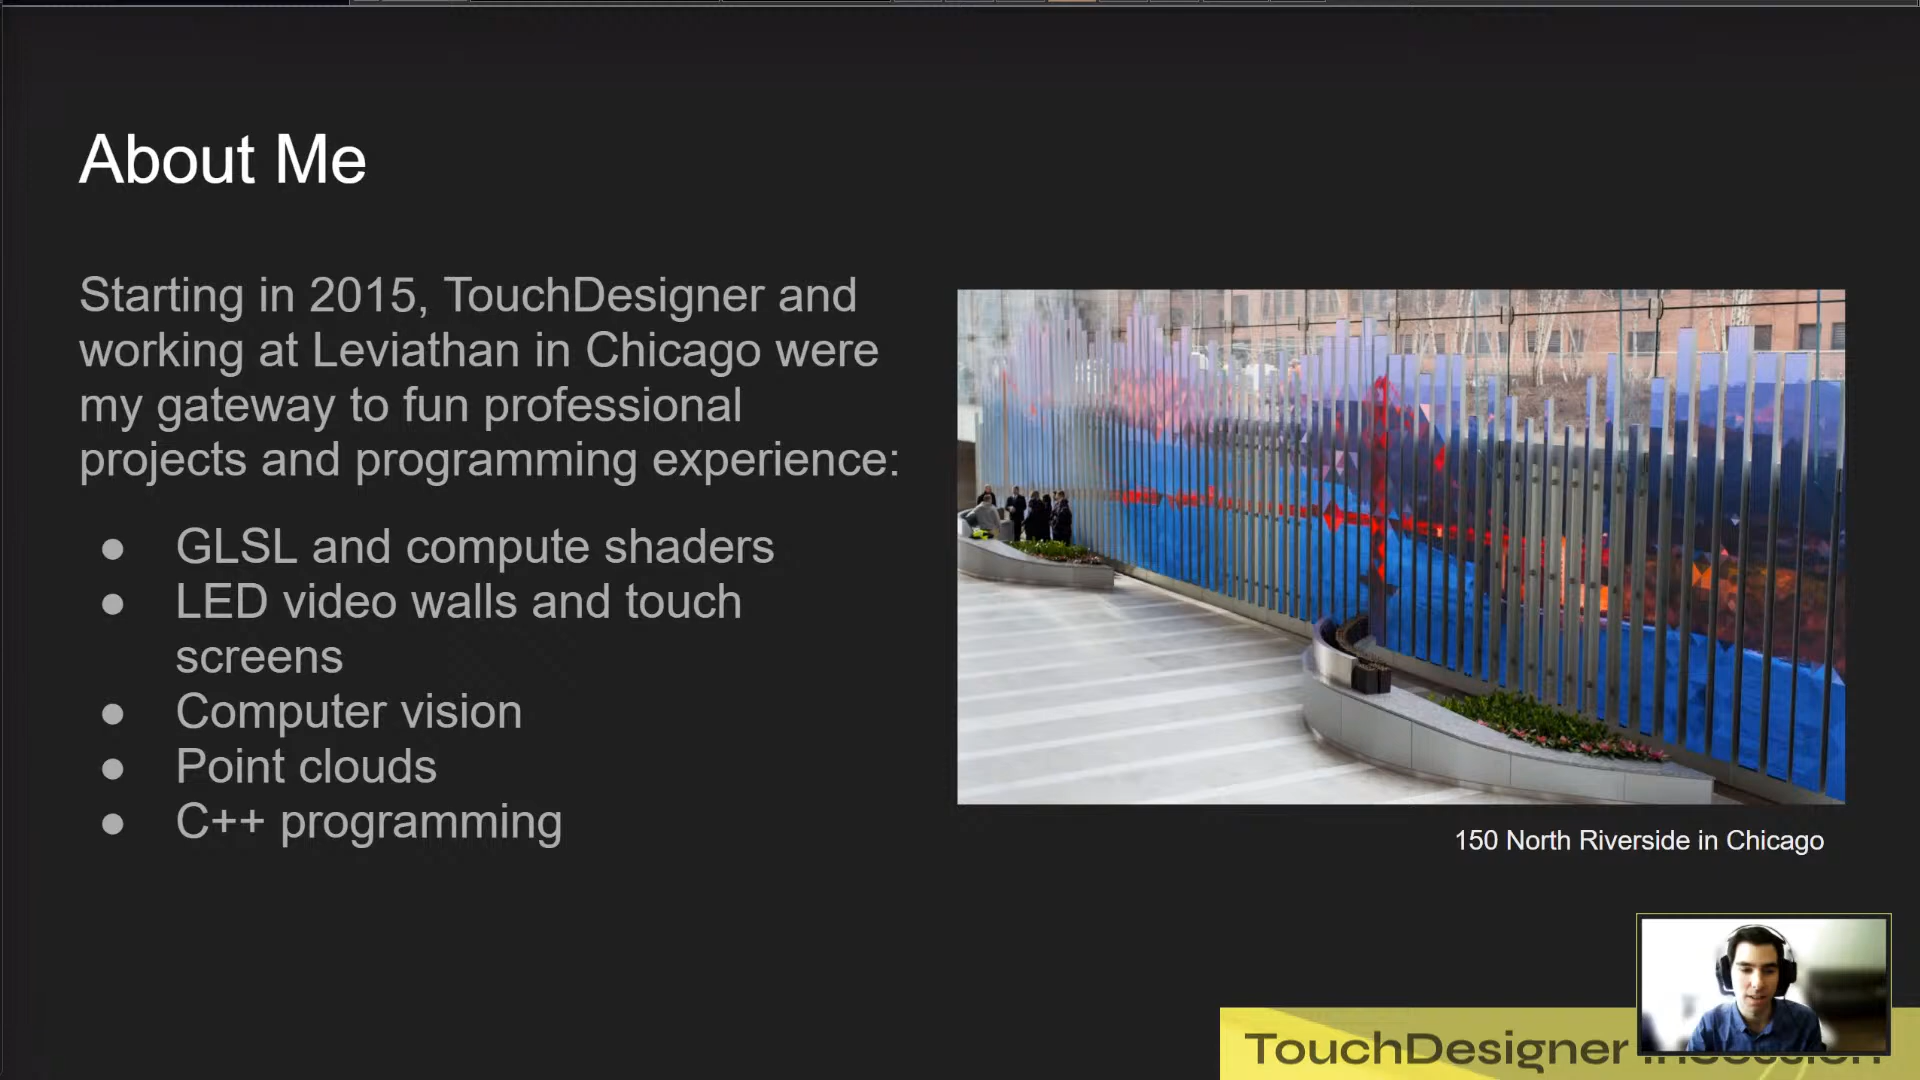 About Me
Starting in 2015, TouchDesigner and
working at Leviathan in Chicago were
my gateway to fun professional
projects and programming experience:
● GLSL and compute shaders
● LED video walls and touch
screens
● Computer vision
● Point clouds
● C++ programming
150 North Riverside in Chicago
TouchDesigner